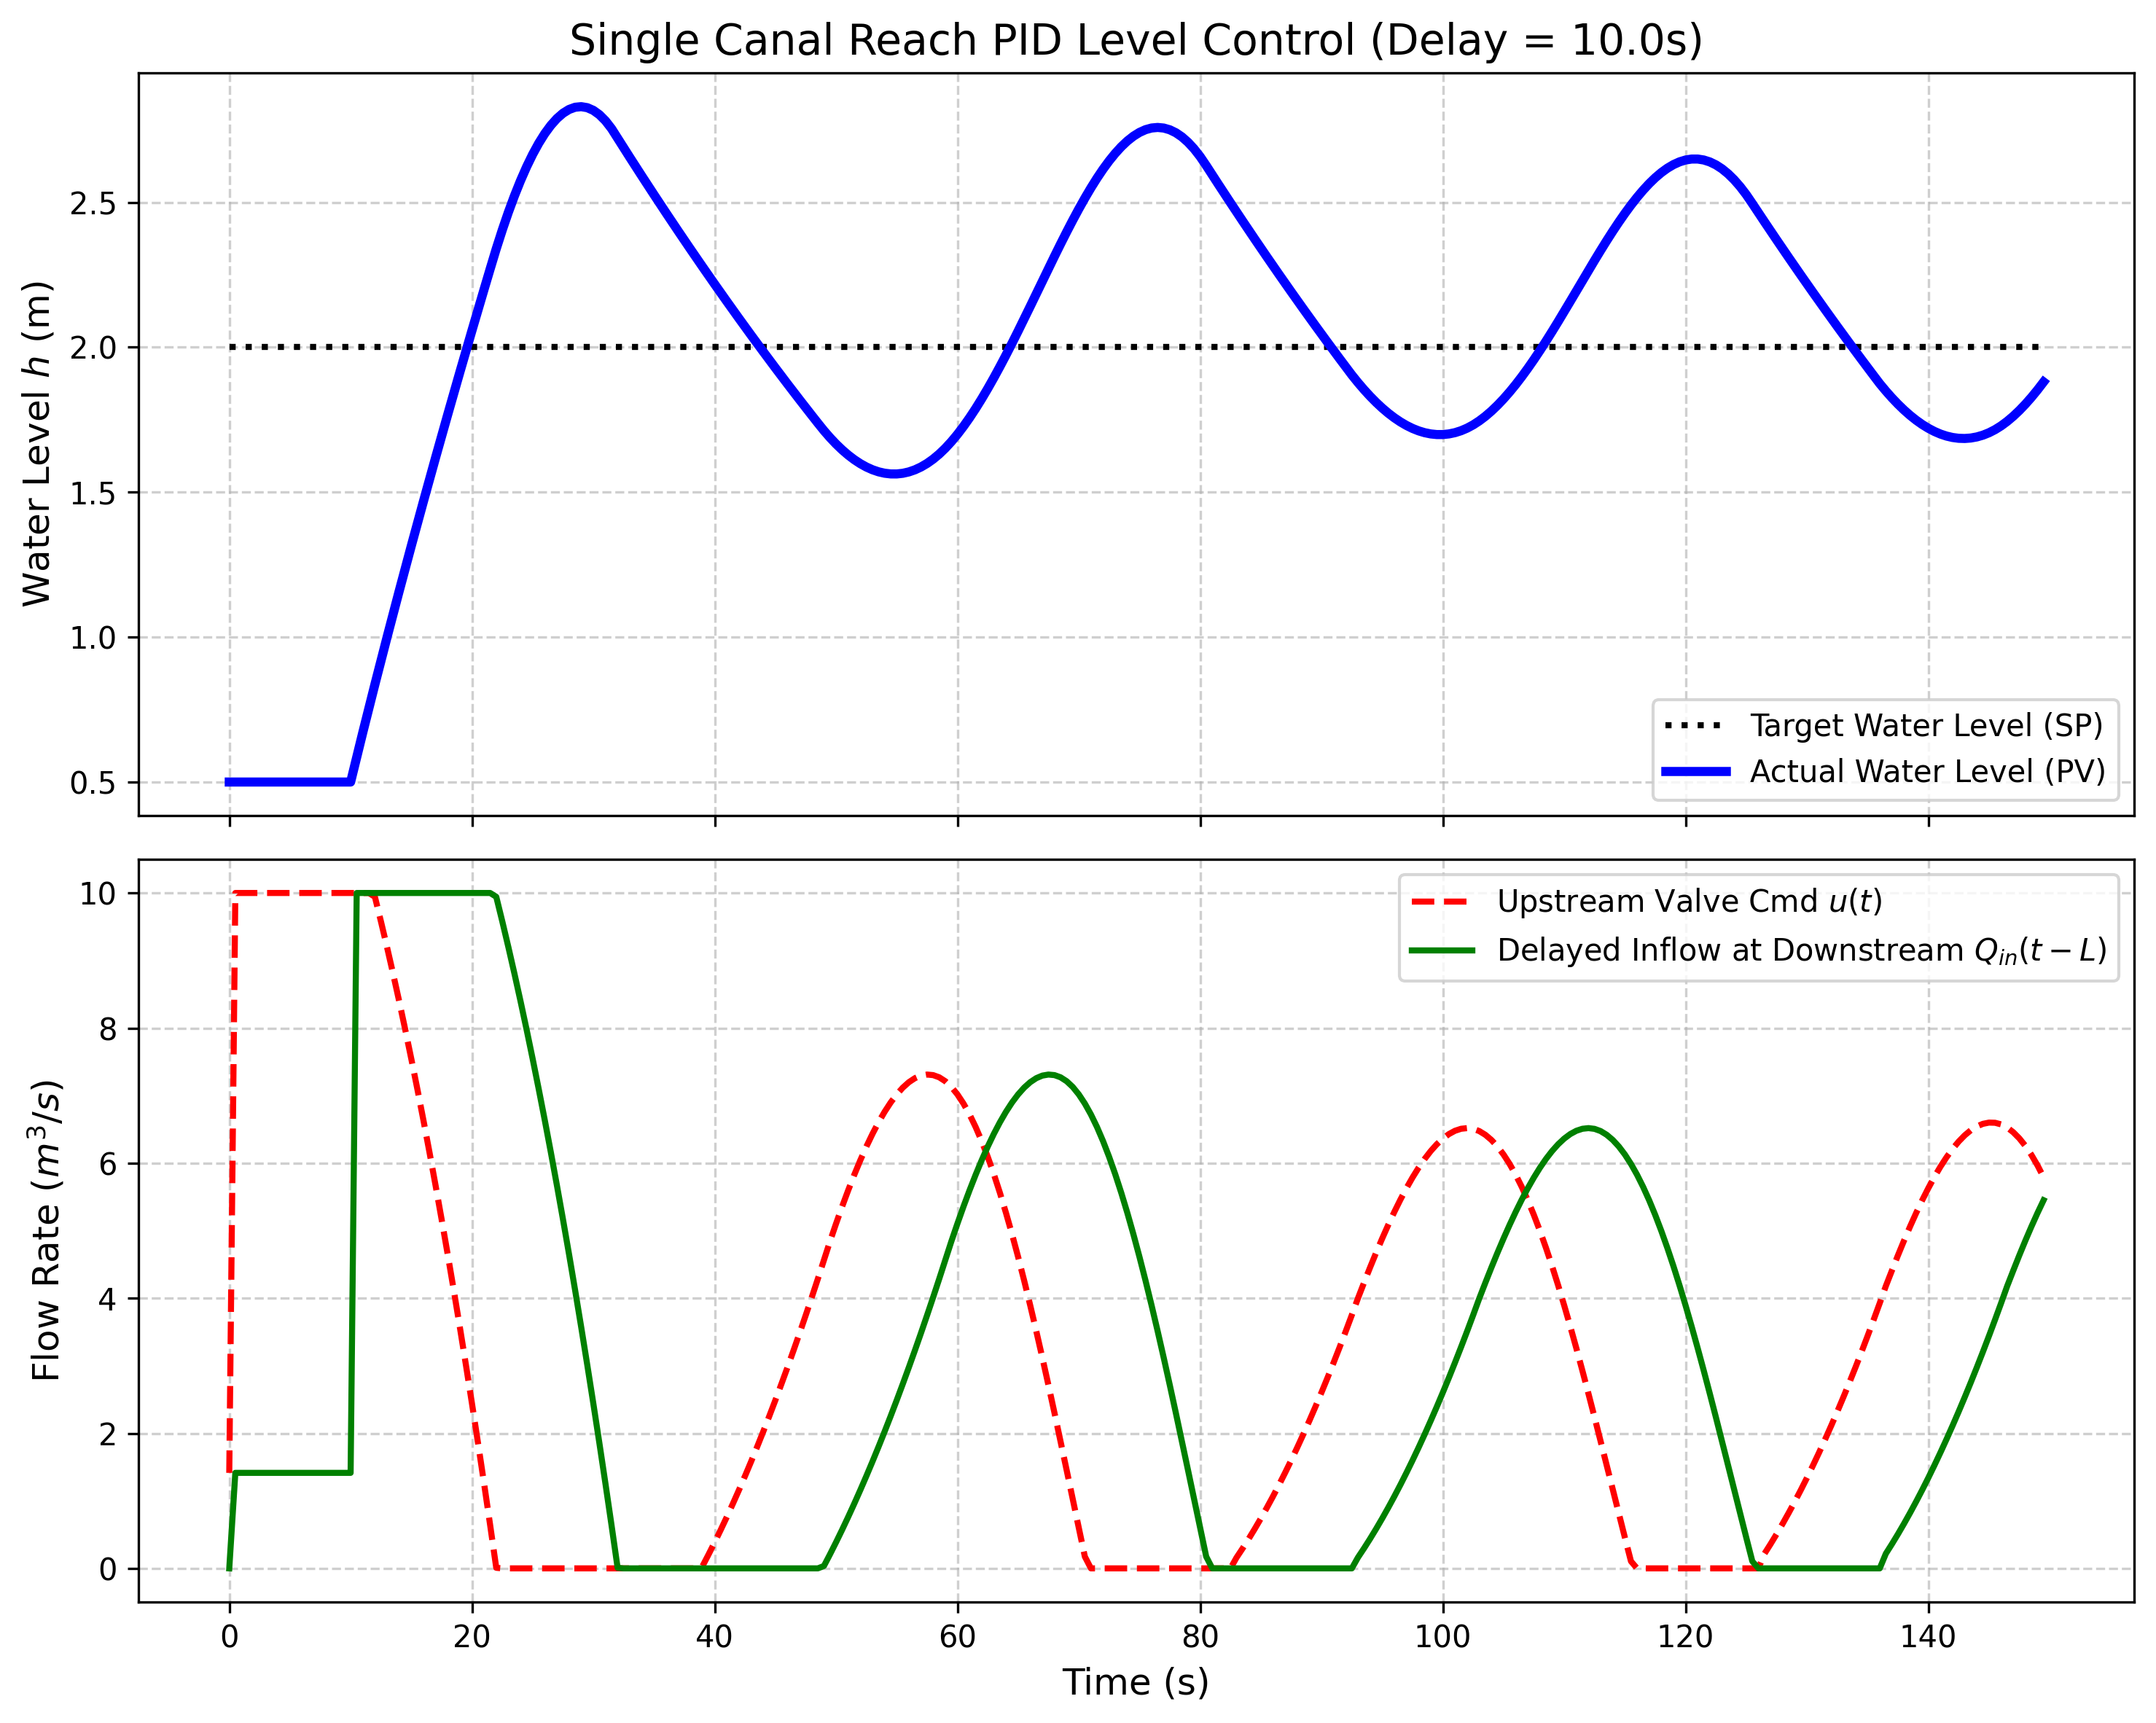 Single Canal Reach PID Level Control (Delay = 10.0s)
Water Level h (m)
2.5
2.0
1.5
1.0
0.5
Target Water Level (SP)
Actual Water Level (PV)
Flow Rate (m³/s)
10
8
6
4
2
0
Upstream Valve Cmd u(t)
Delayed Inflow at Downstream Q_in(t − L)
0 20 40 60 80 100 120 140
Time (s)